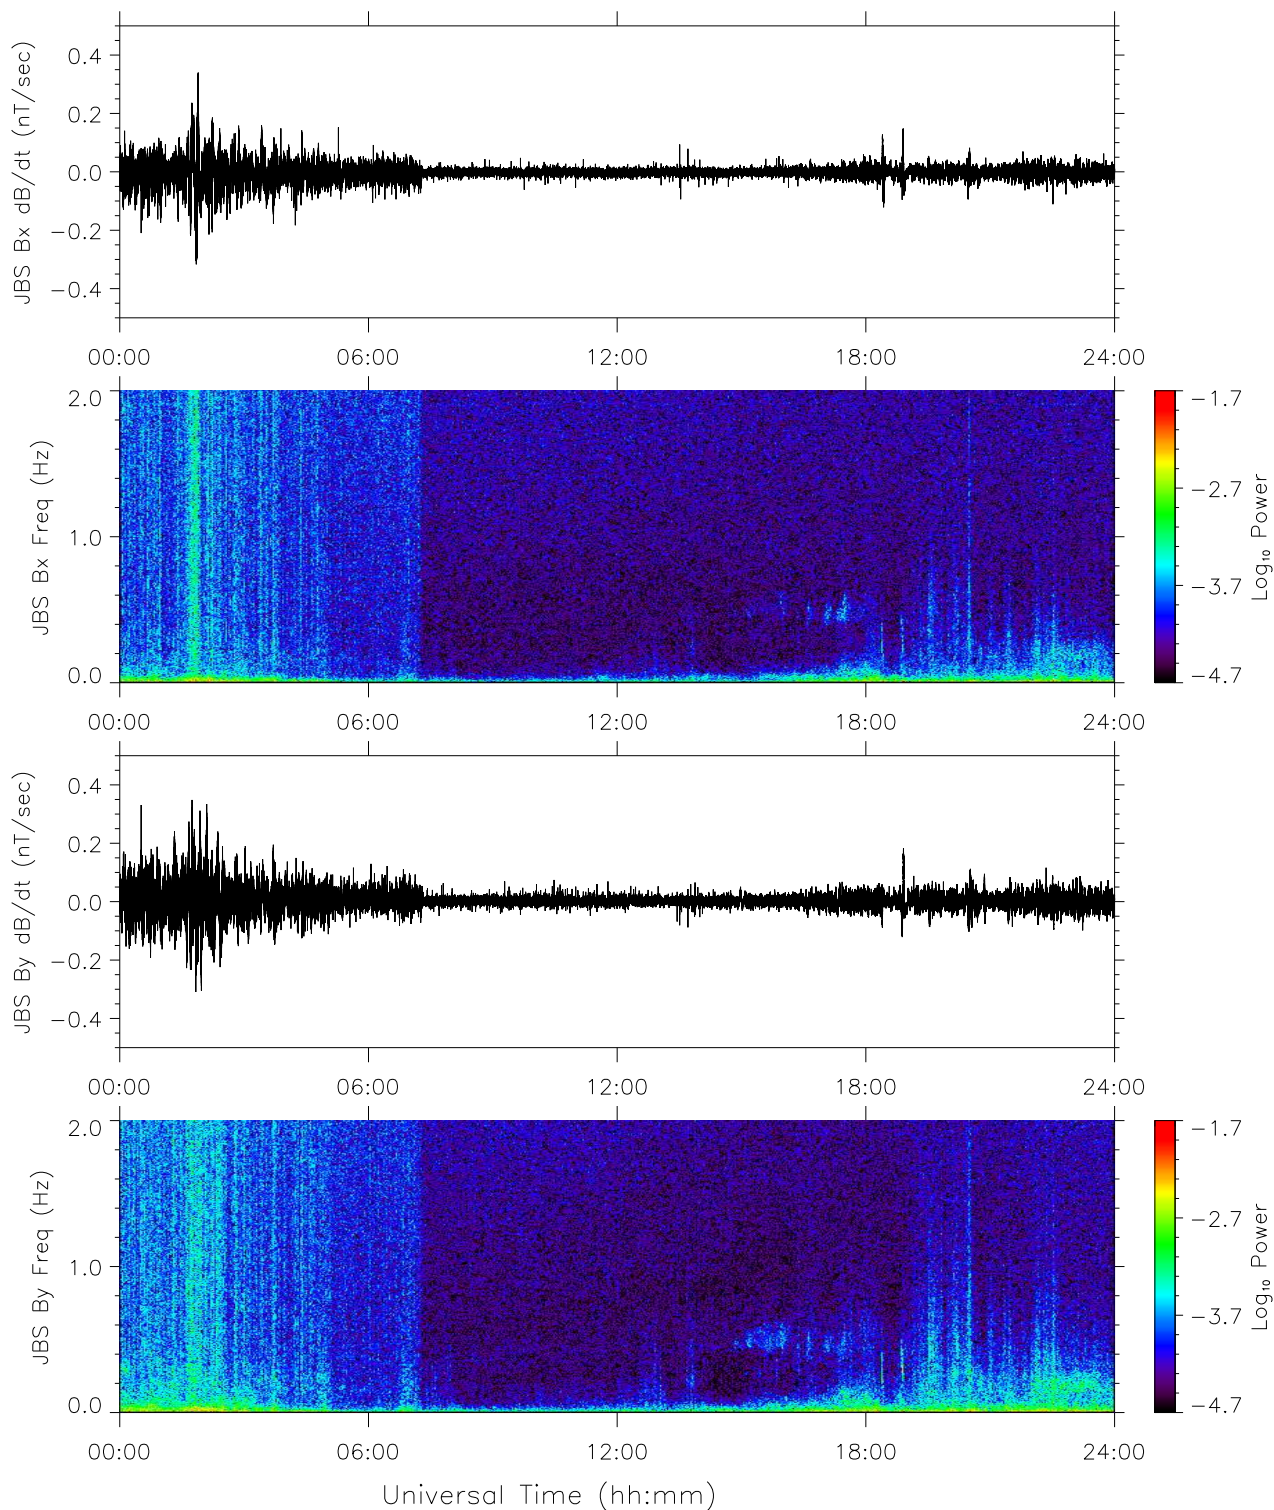 JBS Bx dB/dt (nT/sec)
0.4
0.2
0.0
−0.2
−0.4
00:00 06:00 12:00 18:00 24:00
JBS Bx Freq (Hz)
2.0
1.0
0.0
−1.7
−2.7
−3.7
−4.7
Log₁₀ Power
00:00 06:00 12:00 18:00 24:00
JBS By dB/dt (nT/sec)
0.4
0.2
0.0
−0.2
−0.4
00:00 06:00 12:00 18:00 24:00
JBS By Freq (Hz)
2.0
1.0
0.0
−1.7
−2.7
−3.7
−4.7
Log₁₀ Power
00:00 06:00 12:00 18:00 24:00
Universal Time (hh:mm)